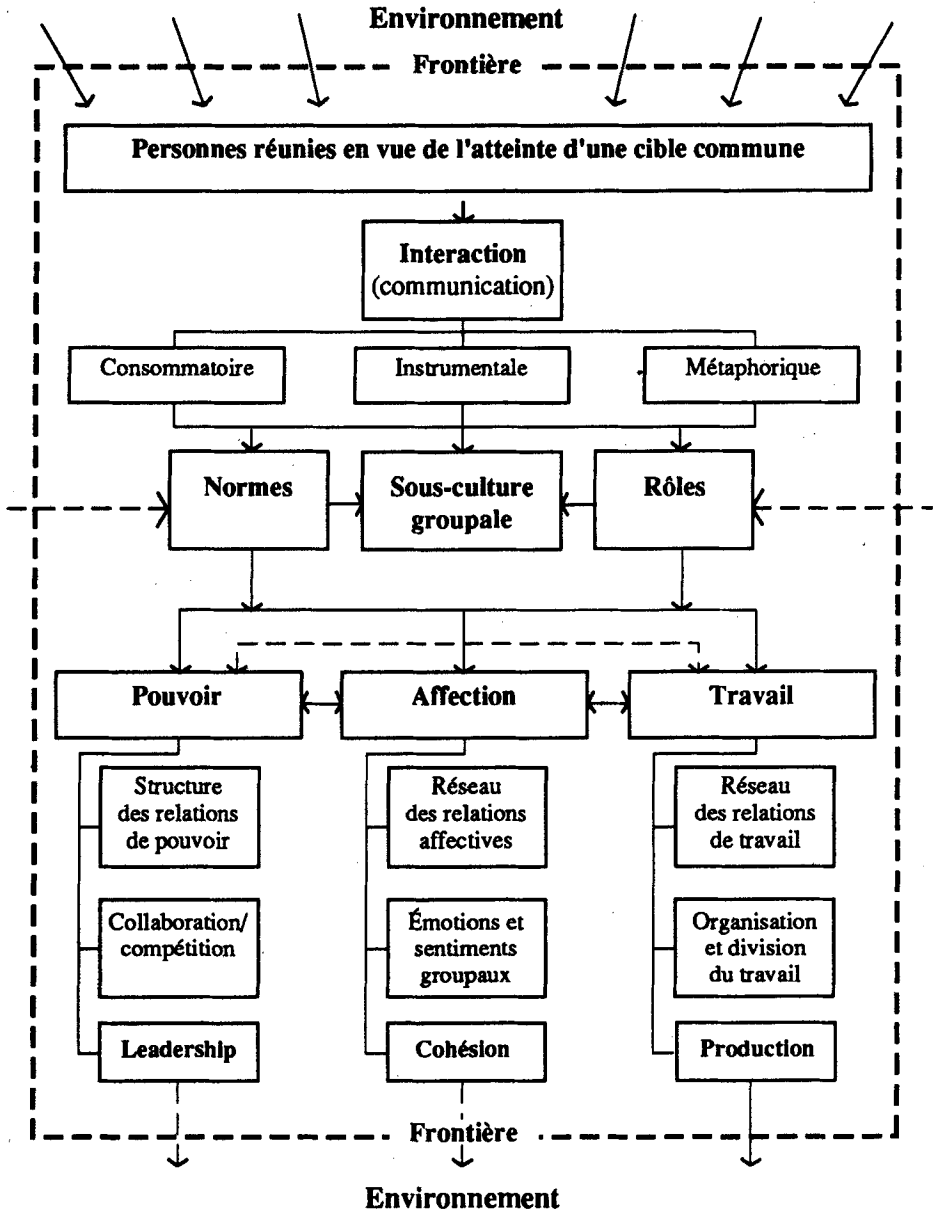 Environnement
Frontière
Personnes réunies en vue de l'atteinte d'une cible commune
Interaction
(communication)
Consommatoire
Instrumentale
Métaphorique
Normes
Sous-culture
groupale
Rôles
Pouvoir
Affection
Travail
Structure
des relations
de pouvoir
Réseau
des relations
affectives
Réseau
des relations
de travail
Collaboration/
compétition
Émotions et
sentiments
groupaux
Organisation
et division
du travail
Leadership
Cohésion
Production
Frontière
Environnement